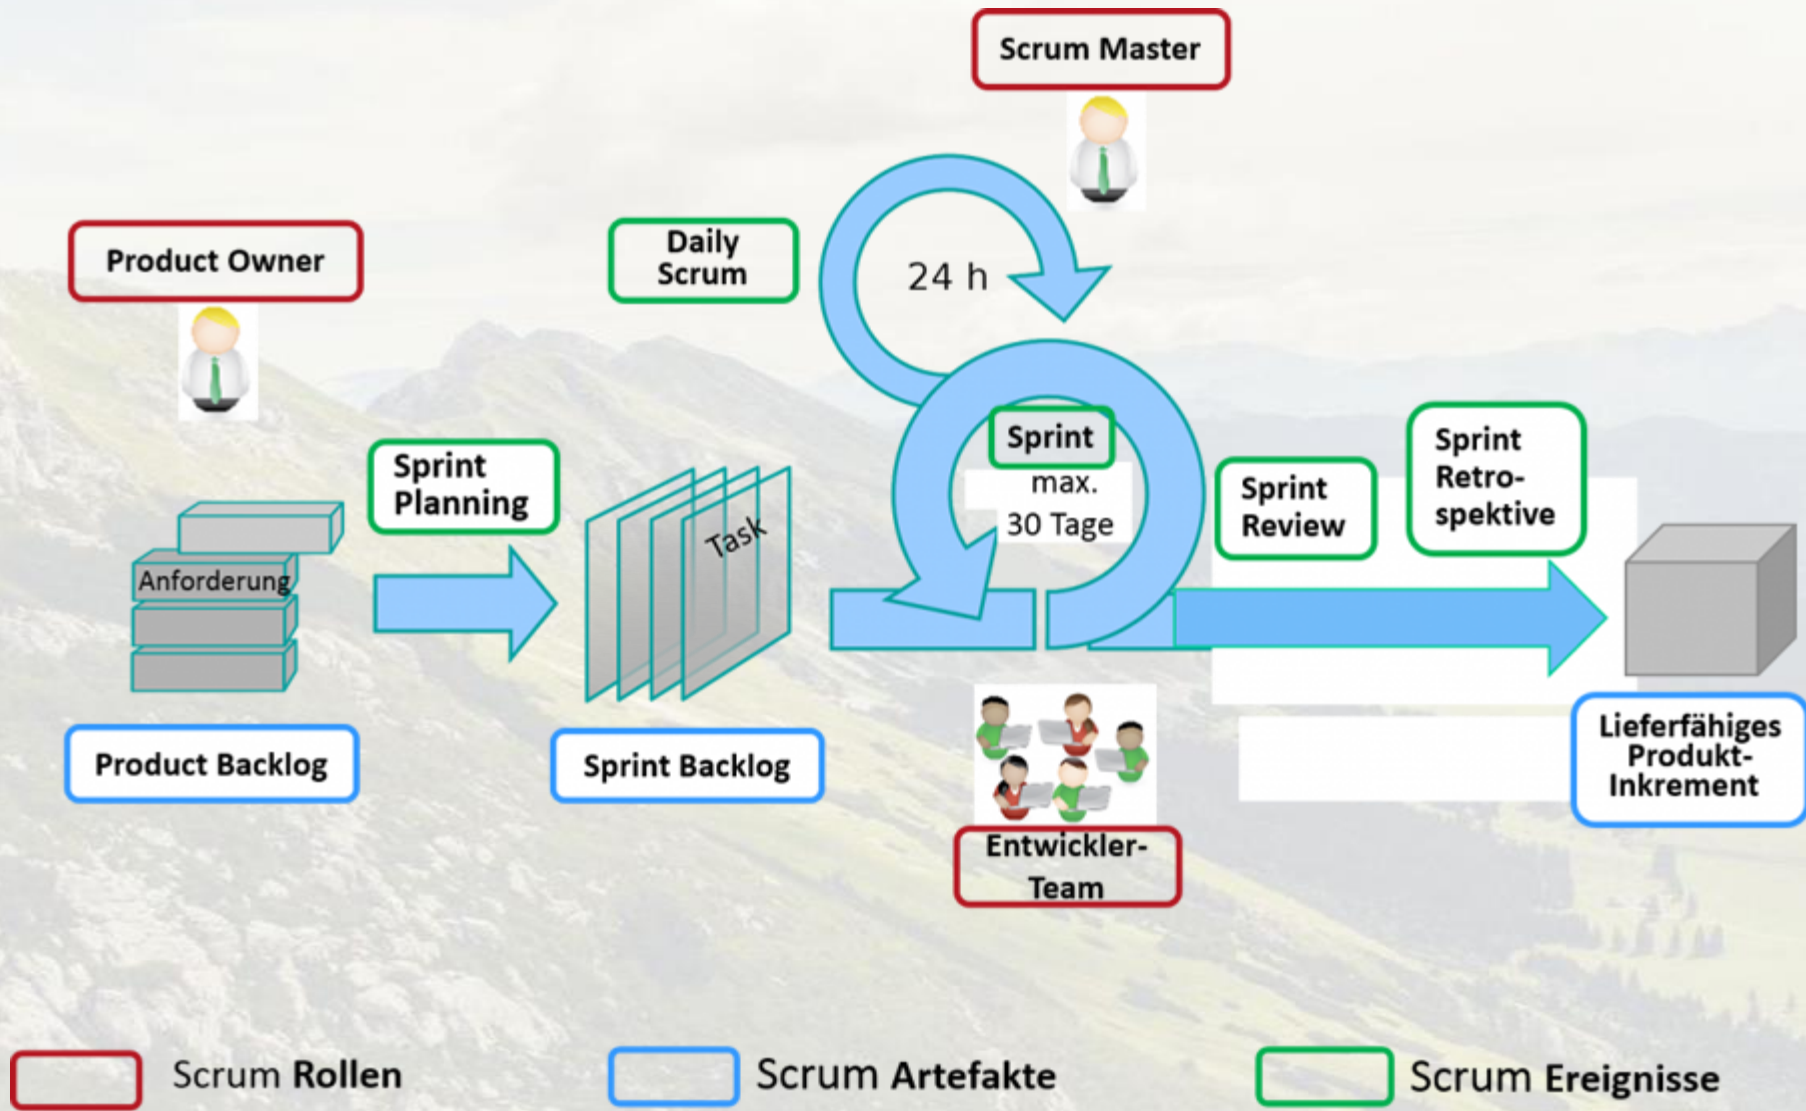 Scrum Master
Product Owner
Daily
Scrum
24 h
Sprint
Planning
Task
Sprint
max.
30 Tage
Sprint
Review
Sprint
Retro-
spektive
Anforderung
Product Backlog
Sprint Backlog
Lieferfähiges
Produkt-
Inkrement
Entwickler-
Team
Scrum Rollen
Scrum Artefakte
Scrum Ereignisse